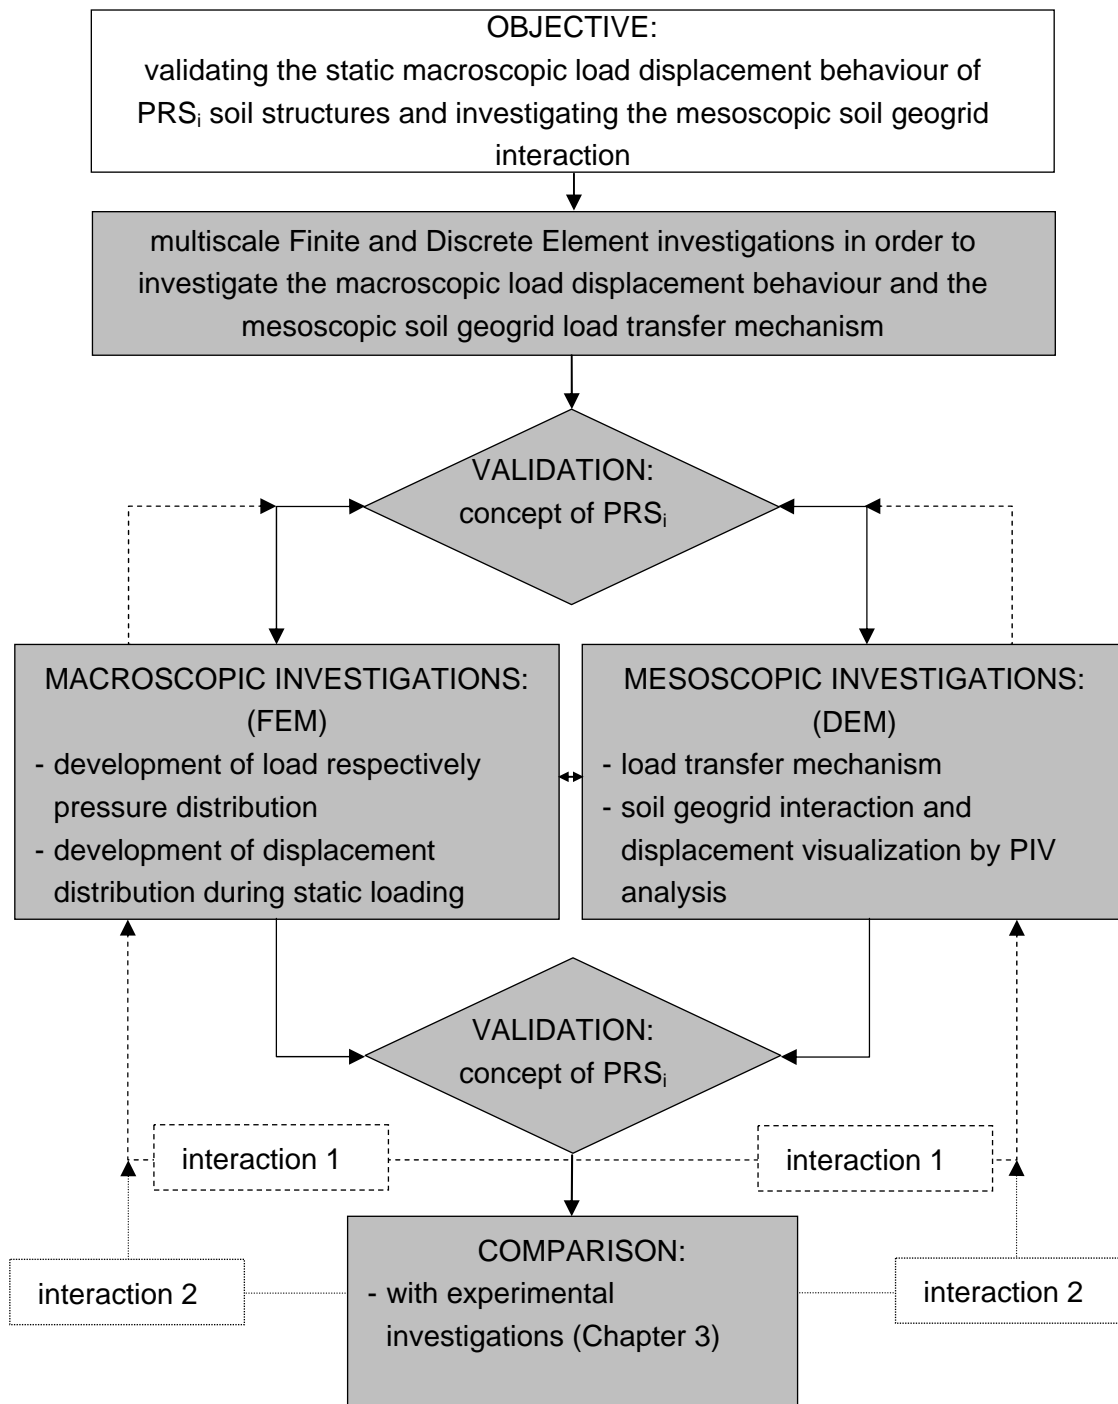 OBJECTIVE:
validating the static macroscopic load displacement behaviour of
PRSᵢ soil structures and investigating the mesoscopic soil geogrid
interaction
multiscale Finite and Discrete Element investigations in order to
investigate the macroscopic load displacement behaviour and the
mesoscopic soil geogrid load transfer mechanism
VALIDATION:
concept of PRSᵢ
MACROSCOPIC INVESTIGATIONS:
(FEM)
- development of load respectively
pressure distribution
- development of displacement
distribution during static loading
MESOSCOPIC INVESTIGATIONS:
(DEM)
- load transfer mechanism
- soil geogrid interaction and
displacement visualization by PIV
analysis
VALIDATION:
concept of PRSᵢ
interaction 1
interaction 1
COMPARISON:
- with experimental
investigations (Chapter 3)
interaction 2
interaction 2